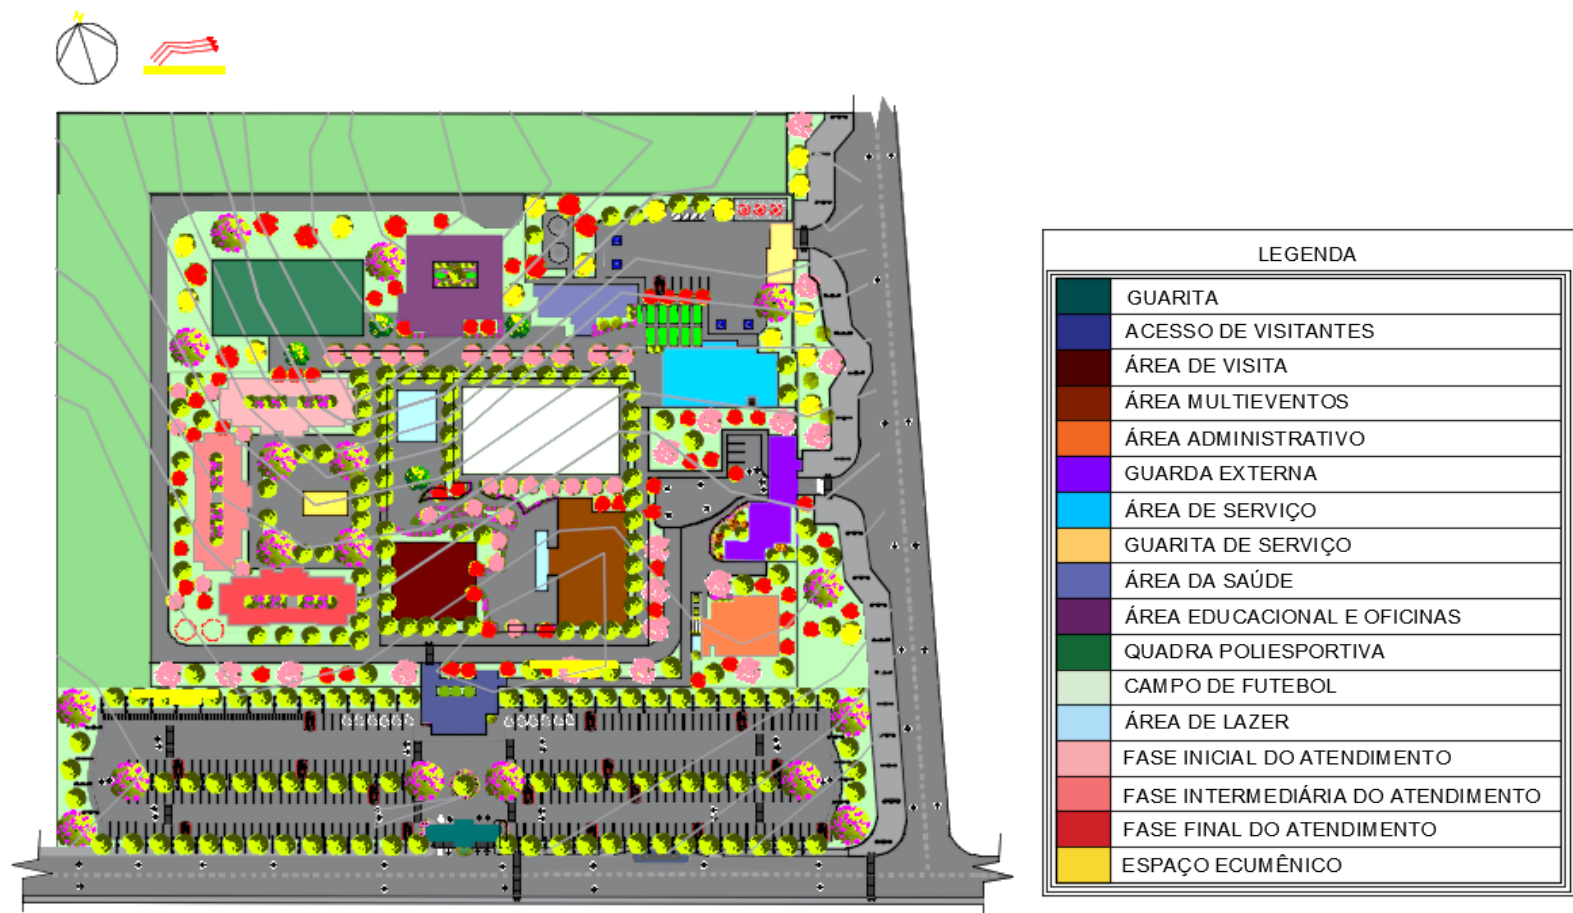 N
LEGENDA
GUARITA
ACESSO DE VISITANTES
ÁREA DE VISITA
ÁREA MULTIEVENTOS
ÁREA ADMINISTRATIVO
GUARDA EXTERNA
ÁREA DE SERVIÇO
GUARITA DE SERVIÇO
ÁREA DA SAÚDE
ÁREA EDUCACIONAL E OFICINAS
QUADRA POLIESPORTIVA
CAMPO DE FUTEBOL
ÁREA DE LAZER
FASE INICIAL DO ATENDIMENTO
FASE INTERMEDIÁRIA DO ATENDIMENTO
FASE FINAL DO ATENDIMENTO
ESPAÇO ECUMÊNICO